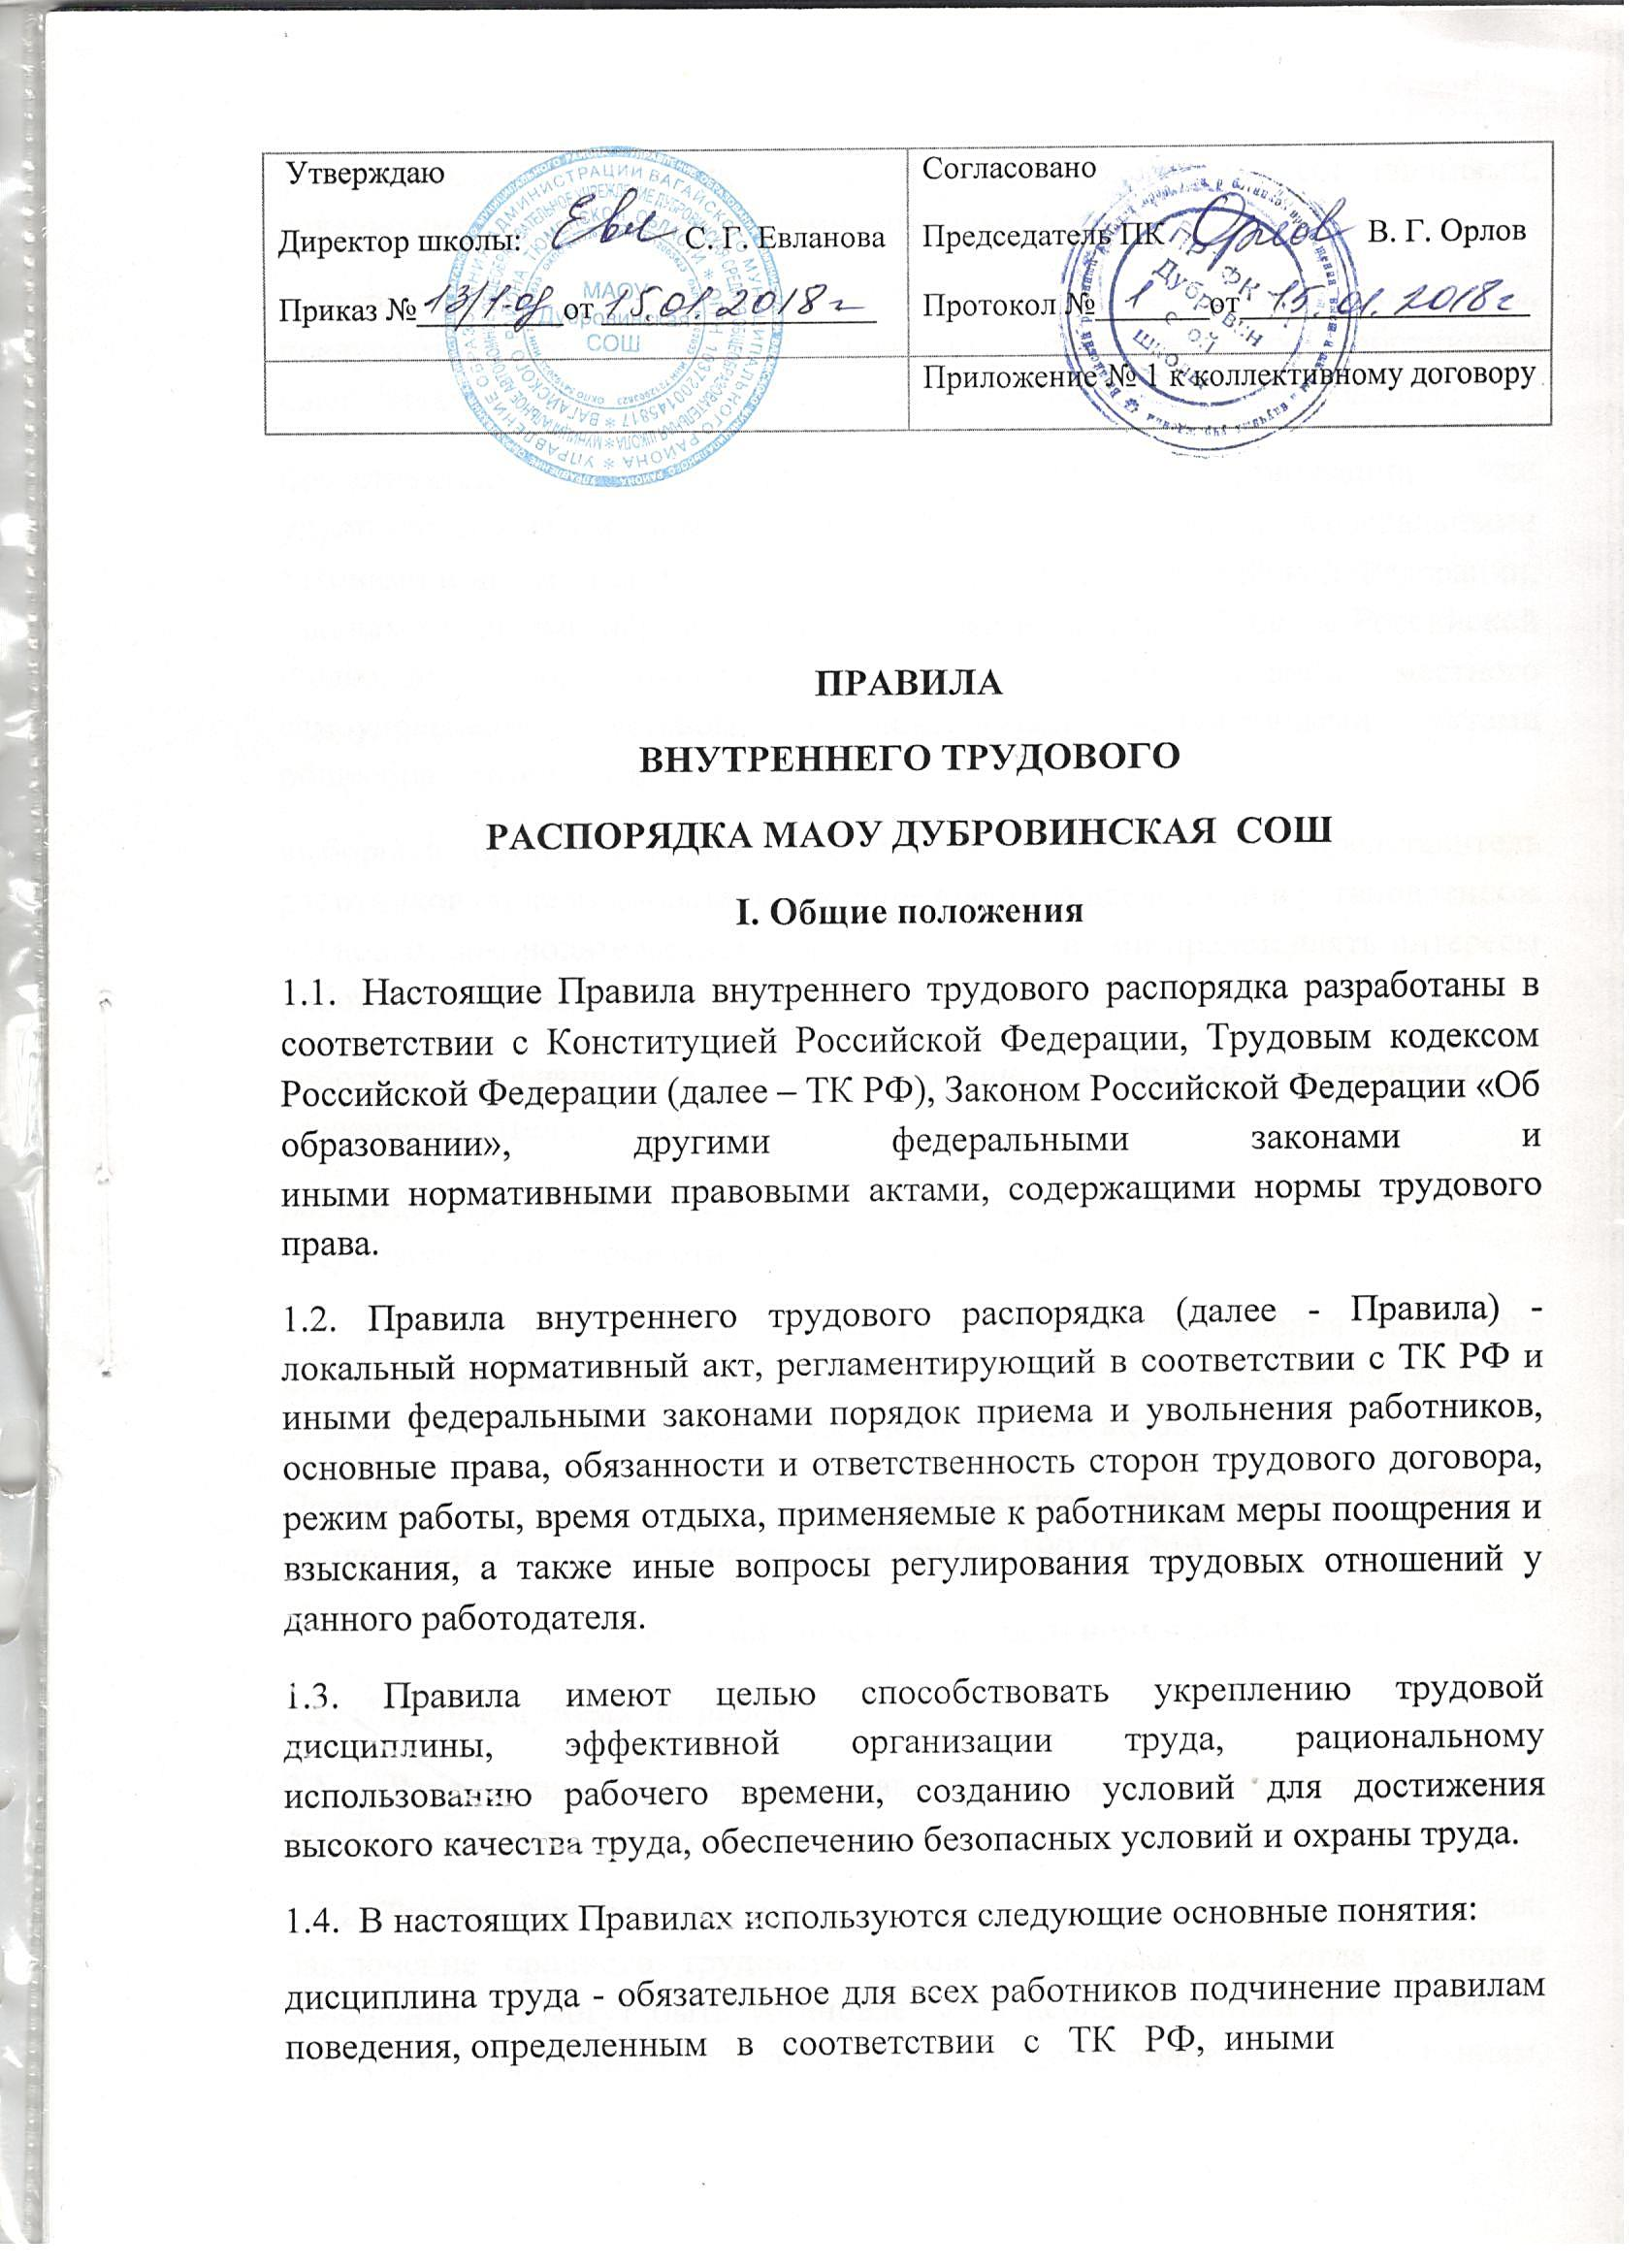 Утверждаю
Директор школы: С. Г. Евланова
Приказ № 13/1-од от 15.01.2018 г
Согласовано
Председатель ПК Орлов В. Г. Орлов
Протокол № 1 от 15.01.2018 г
Приложение № 1 к коллективному договору
МАОУ
Дубровинская
СОШ
ПРАВИЛА
ВНУТРЕННЕГО ТРУДОВОГО
РАСПОРЯДКА МАОУ ДУБРОВИНСКАЯ СОШ
I. Общие положения
1.1. Настоящие Правила внутреннего трудового распорядка разработаны в
соответствии с Конституцией Российской Федерации, Трудовым кодексом
Российской Федерации (далее – ТК РФ), Законом Российской Федерации «Об
образовании», другими федеральными законами и
иными нормативными правовыми актами, содержащими нормы трудового
права.
1.2. Правила внутреннего трудового распорядка (далее - Правила) -
локальный нормативный акт, регламентирующий в соответствии с ТК РФ и
иными федеральными законами порядок приема и увольнения работников,
основные права, обязанности и ответственность сторон трудового договора,
режим работы, время отдыха, применяемые к работникам меры поощрения и
взыскания, а также иные вопросы регулирования трудовых отношений у
данного работодателя.
1.3. Правила имеют целью способствовать укреплению трудовой
дисциплины, эффективной организации труда, рациональному
использованию рабочего времени, созданию условий для достижения
высокого качества труда, обеспечению безопасных условий и охраны труда.
1.4. В настоящих Правилах используются следующие основные понятия:
дисциплина труда - обязательное для всех работников подчинение правилам
поведения, определенным в соответствии с ТК РФ, иными